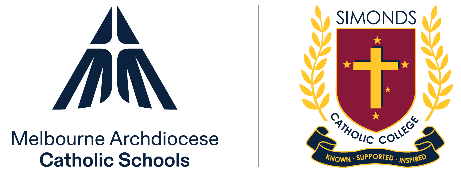 Melbourne Archdiocese
Catholic Schools
SIMONDS
CATHOLIC COLLEGE
KNOWN · SUPPORTED · INSPIRED